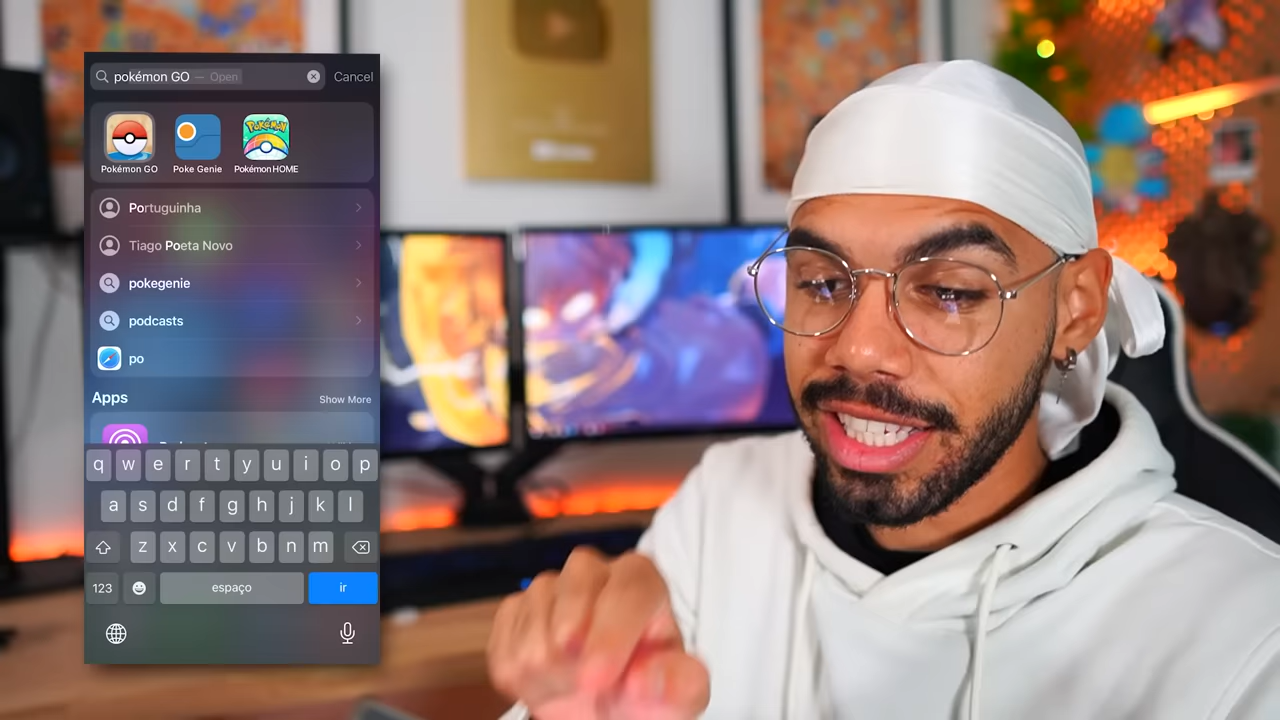 pokémon GO — Open
Cancel
Pokémon GO
Poke Genie
Pokémon HOME
Portuguinha
Tiago Poeta Novo
pokegenie
podcasts
po
Apps
Show More
q w e r t y u i o p
a s d f g h j k l
z x c v b n m
123
espaço
ir